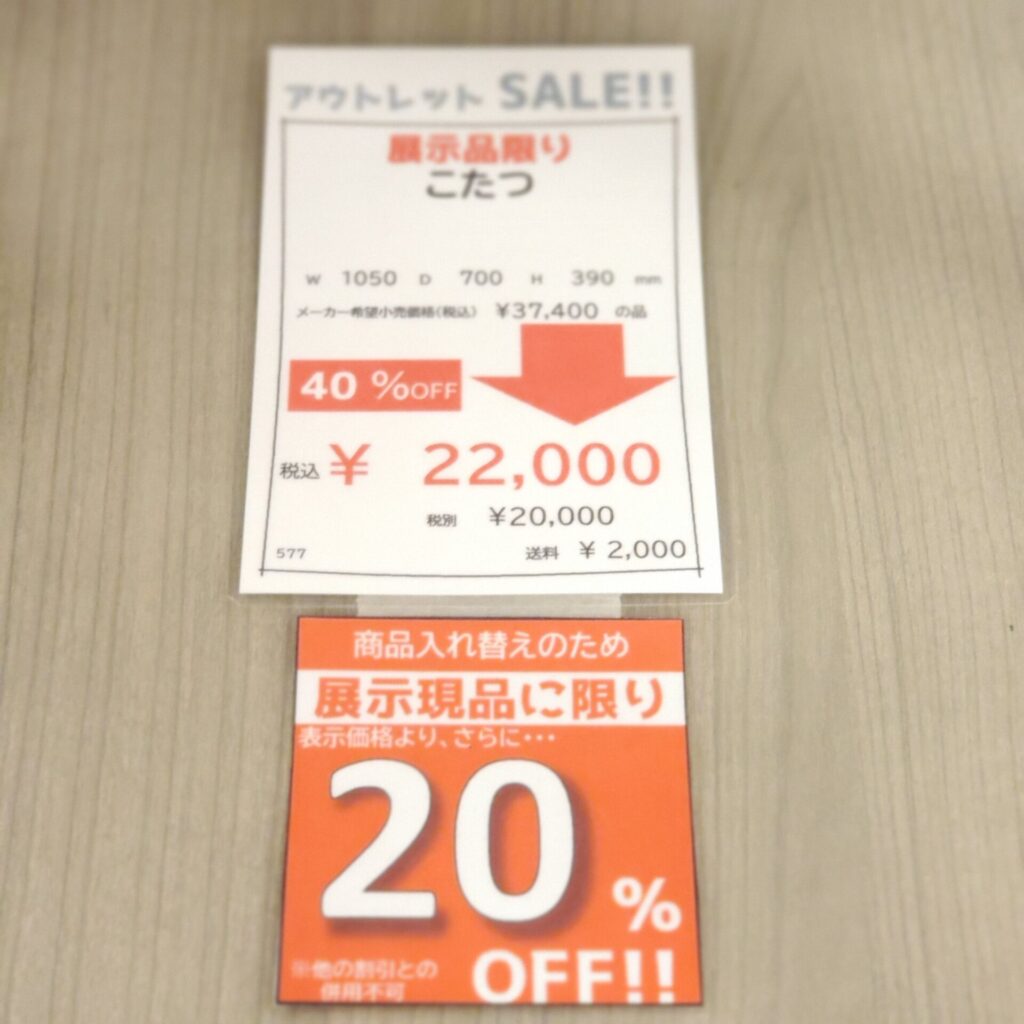 アウトレット SALE!!
展示品限り
こたつ
W 1050 D 700 H 390 mm
メーカー希望小売価格(税込) ¥37,400 の品
40 %OFF
税込 ¥ 22,000
税別 ¥20,000
577 送料 ¥ 2,000
商品入れ替えのため
展示現品に限り
表示価格より、さらに・・・
20
%
OFF!!
※他の割引との
併用不可